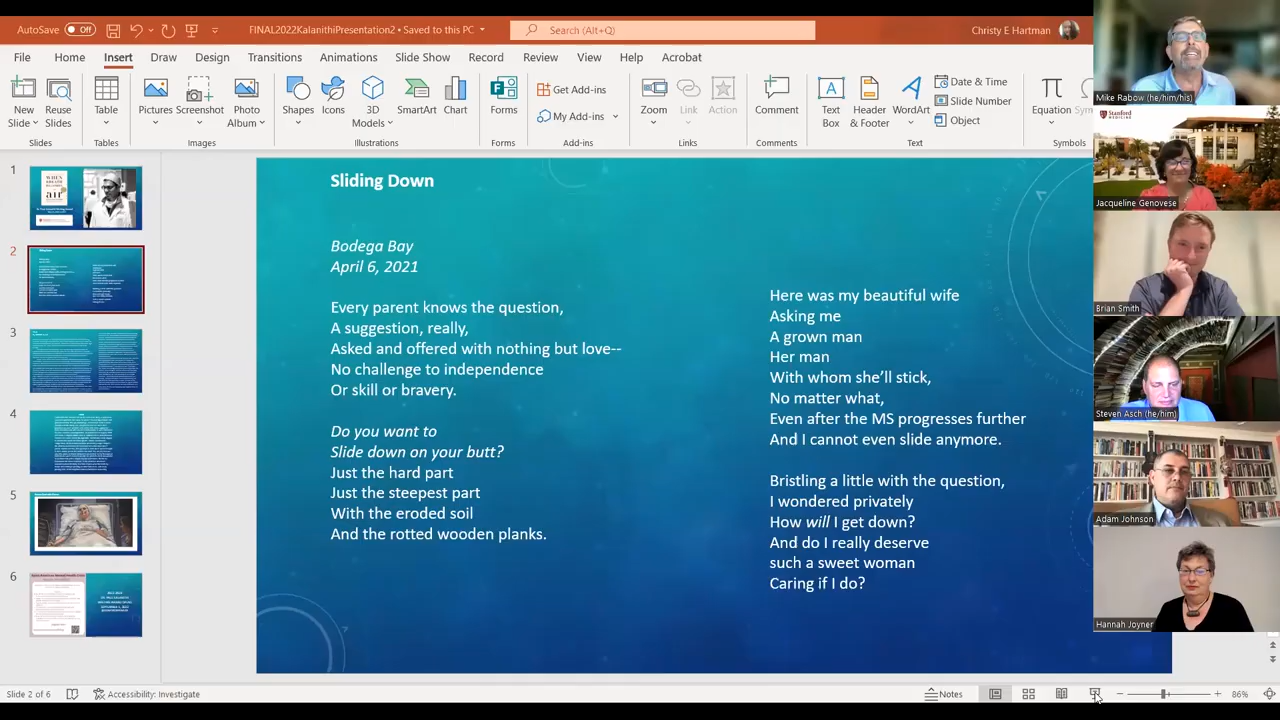 AutoSave Off
FINAL2022KalanithiPresentation2 • Saved to this PC
Search (Alt+Q)
Christy E Hartman
File Home Insert Draw Design Transitions Animations Slide Show Record Review View Help Acrobat
New Slide
Reuse Slides
Table
Pictures
Screenshot
Photo Album
Shapes
Icons
3D Models
SmartArt
Chart
Forms
Get Add-ins
My Add-ins
Zoom
Link
Action
Comment
Text Box
Header & Footer
WordArt
Date & Time
Slide Number
Object
Equation
Slides Tables Images Illustrations Forms Add-ins Links Comments Text Symbols
1
2
3
4
5
6
Sliding Down
Bodega Bay
April 6, 2021
Every parent knows the question,
A suggestion, really,
Asked and offered with nothing but love--
No challenge to independence
Or skill or bravery.
Do you want to
Slide down on your butt?
Just the hard part
Just the steepest part
With the eroded soil
And the rotted wooden planks.
Here was my beautiful wife
Asking me
A grown man
Her man
With whom she'll stick,
No matter what,
Even after the MS progresses further
And I cannot even slide anymore.
Bristling a little with the question,
I wondered privately
How will I get down?
And do I really deserve
such a sweet woman
Caring if I do?
Mike Rabow (he/him/his)
Stanford
MEDICINE
Jacqueline Genovese
Brian Smith
Steven Asch (he/him)
Adam Johnson
Hannah Joyner
Slide 2 of 6
Accessibility: Investigate
Notes
86%